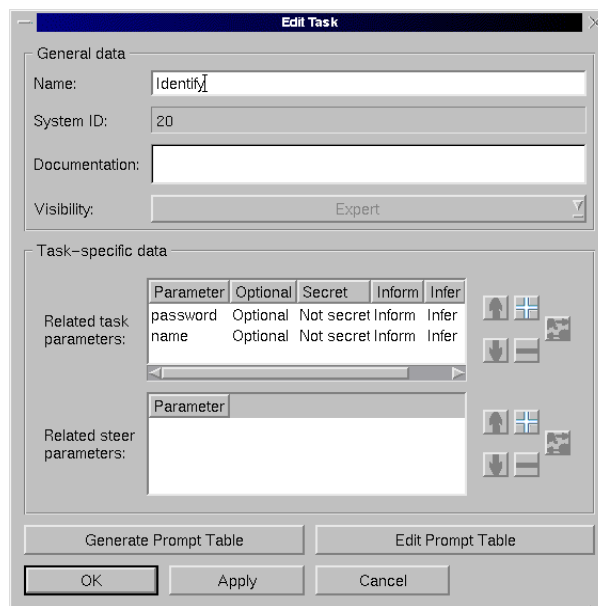 Edit Task
General data
Name:
Identify
System ID:
20
Documentation:
Visibility:
Expert
Task-specific data
Related task parameters:
Parameter Optional Secret Inform Infer
password Optional Not secret Inform Infer
name Optional Not secret Inform Infer
Related steer parameters:
Parameter
Generate Prompt Table
Edit Prompt Table
OK
Apply
Cancel